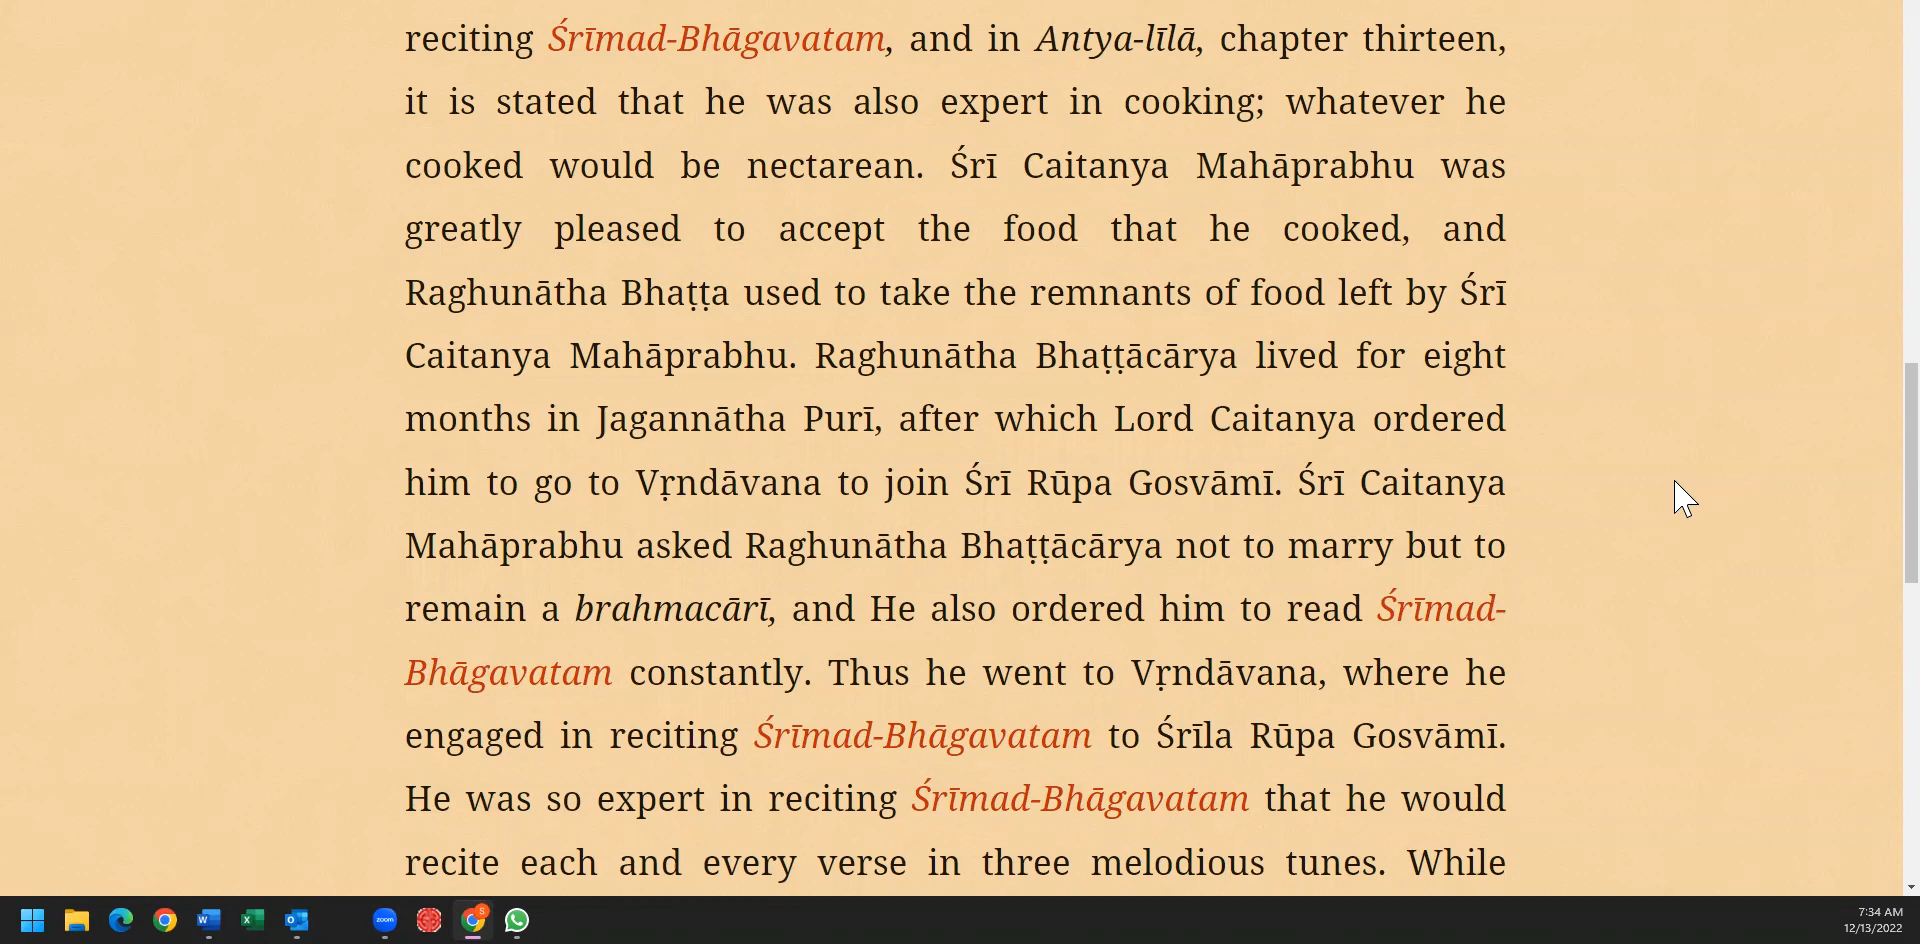 reciting Śrīmad-Bhāgavatam, and in Antya-līlā, chapter thirteen,
it is stated that he was also expert in cooking; whatever he
cooked would be nectarean. Śrī Caitanya Mahāprabhu was
greatly pleased to accept the food that he cooked, and
Raghunātha Bhaṭṭa used to take the remnants of food left by Śrī
Caitanya Mahāprabhu. Raghunātha Bhaṭṭācārya lived for eight
months in Jagannātha Purī, after which Lord Caitanya ordered
him to go to Vṛndāvana to join Śrī Rūpa Gosvāmī. Śrī Caitanya
Mahāprabhu asked Raghunātha Bhaṭṭācārya not to marry but to
remain a brahmacārī, and He also ordered him to read Śrīmad-
Bhāgavatam constantly. Thus he went to Vṛndāvana, where he
engaged in reciting Śrīmad-Bhāgavatam to Śrīla Rūpa Gosvāmī.
He was so expert in reciting Śrīmad-Bhāgavatam that he would
recite each and every verse in three melodious tunes. While
zoom
S
7:34 AM
12/13/2022